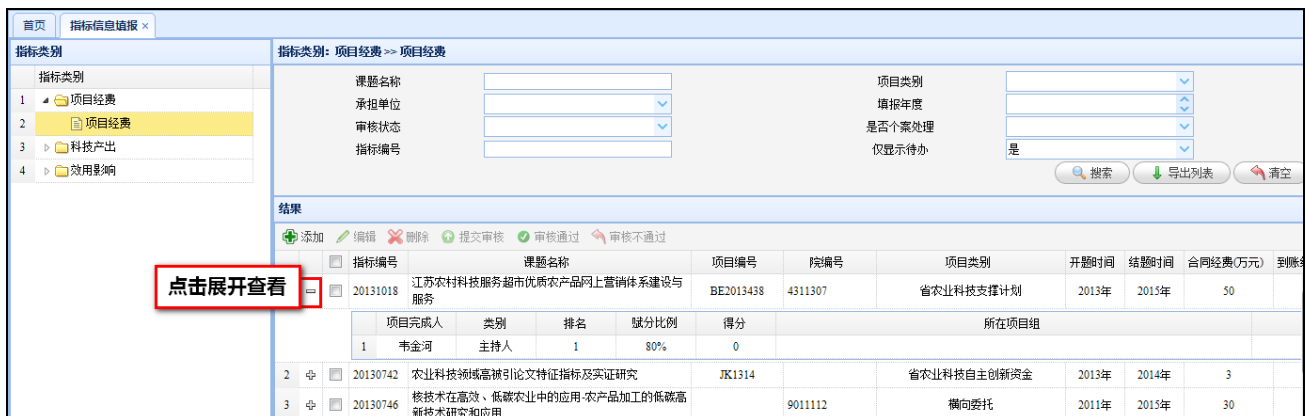 首页 指标信息填报 ×
指标类别
指标类别
1 项目经费
2 项目经费
3 科技产出
4 效用影响
指标类别：项目经费 >> 项目经费
课题名称 项目类别
承担单位 填报年度
审核状态 是否个案处理
指标编号 仅显示待办 是
搜索 导出列表 清空
结果
添加 编辑 删除 提交审核 审核通过 审核不通过
指标编号 课题名称 项目编号 院编号 项目类别 开题时间 结题时间 合同经费(万元) 到账
点击展开查看
20131018 江苏农村科技服务超市优质农产品网上营销体系建设与 BE2013438 4311307 省农业科技支撑计划 2013年 2015年 50
服务
项目完成人 类别 排名 赋分比例 得分 所在项目组
1 韦金河 主持人 1 80% 0
2 20130742 农业科技领域高被引论文特征指标及实证研究 JK1314 省农业科技自主创新资金 2013年 2014年 3
3 20130746 核技术在高效、低碳农业中的应用-农产品加工的低碳高 9011112 横向委托 2011年 2015年 30
新技术研究和应用